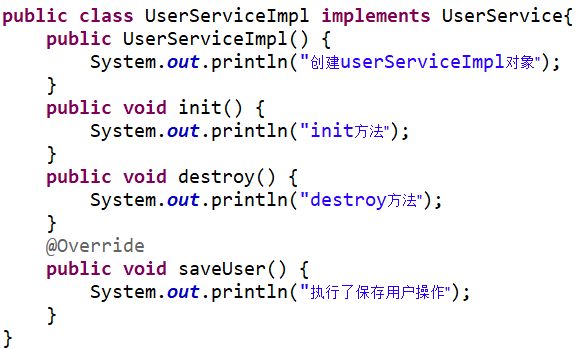 public class UserServiceImpl implements UserService{
    public UserServiceImpl() {
        System.out.println("创建userServiceImpl对象");
    }
    public void init() {
        System.out.println("init方法");
    }
    public void destroy() {
        System.out.println("destroy方法");
    }
    @Override
    public void saveUser() {
        System.out.println("执行了保存用户操作");
    }
}